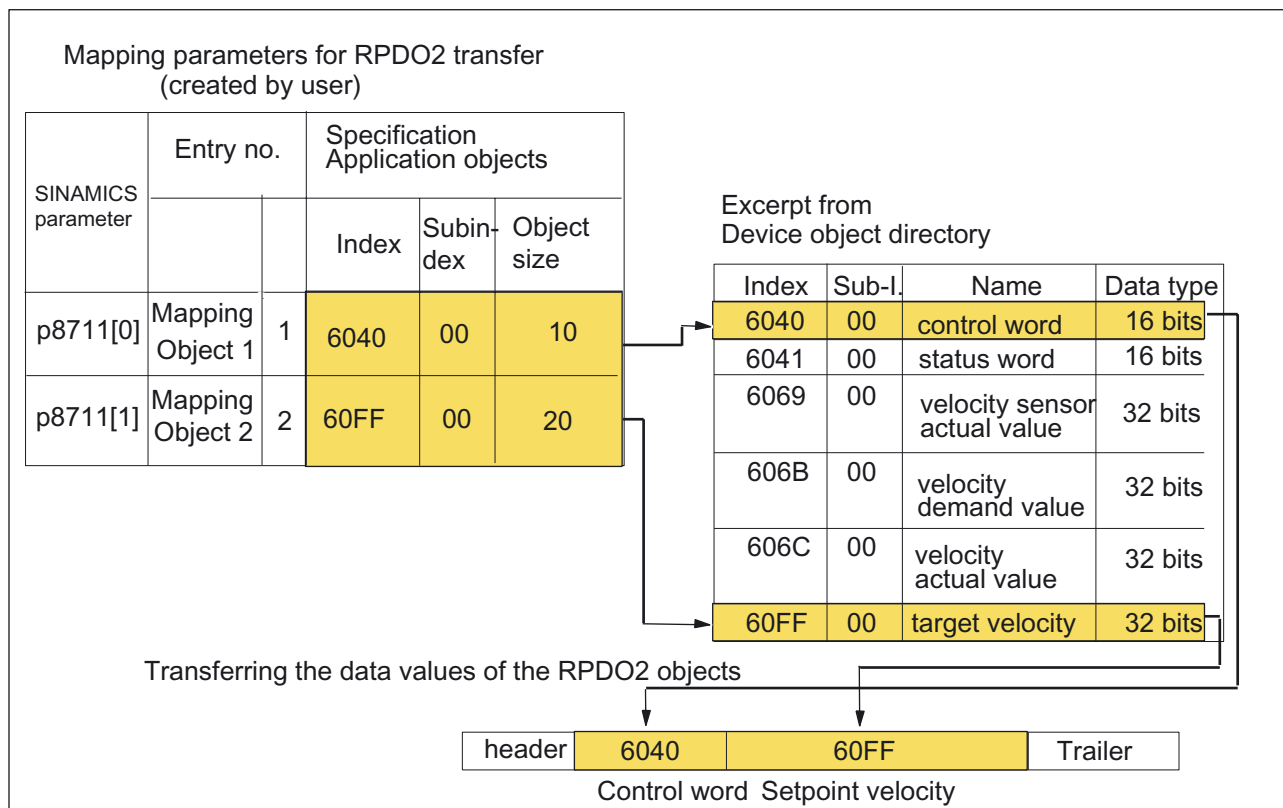 Mapping parameters for RPDO2 transfer
(created by user)
SINAMICS
parameter
Entry no.
Specification
Application objects
Index
Subin-
dex
Object
size
p8711[0]
Mapping
Object 1
1
6040
00
10
p8711[1]
Mapping
Object 2
2
60FF
00
20
Excerpt from
Device object directory
Index Sub-I. Name Data type
6040 00 control word 16 bits
6041 00 status word 16 bits
6069 00 velocity sensor
actual value
32 bits
606B 00 velocity
demand value
32 bits
606C 00 velocity
actual value
32 bits
60FF 00 target velocity 32 bits
Transferring the data values of the RPDO2 objects
header 6040 60FF Trailer
Control word Setpoint velocity